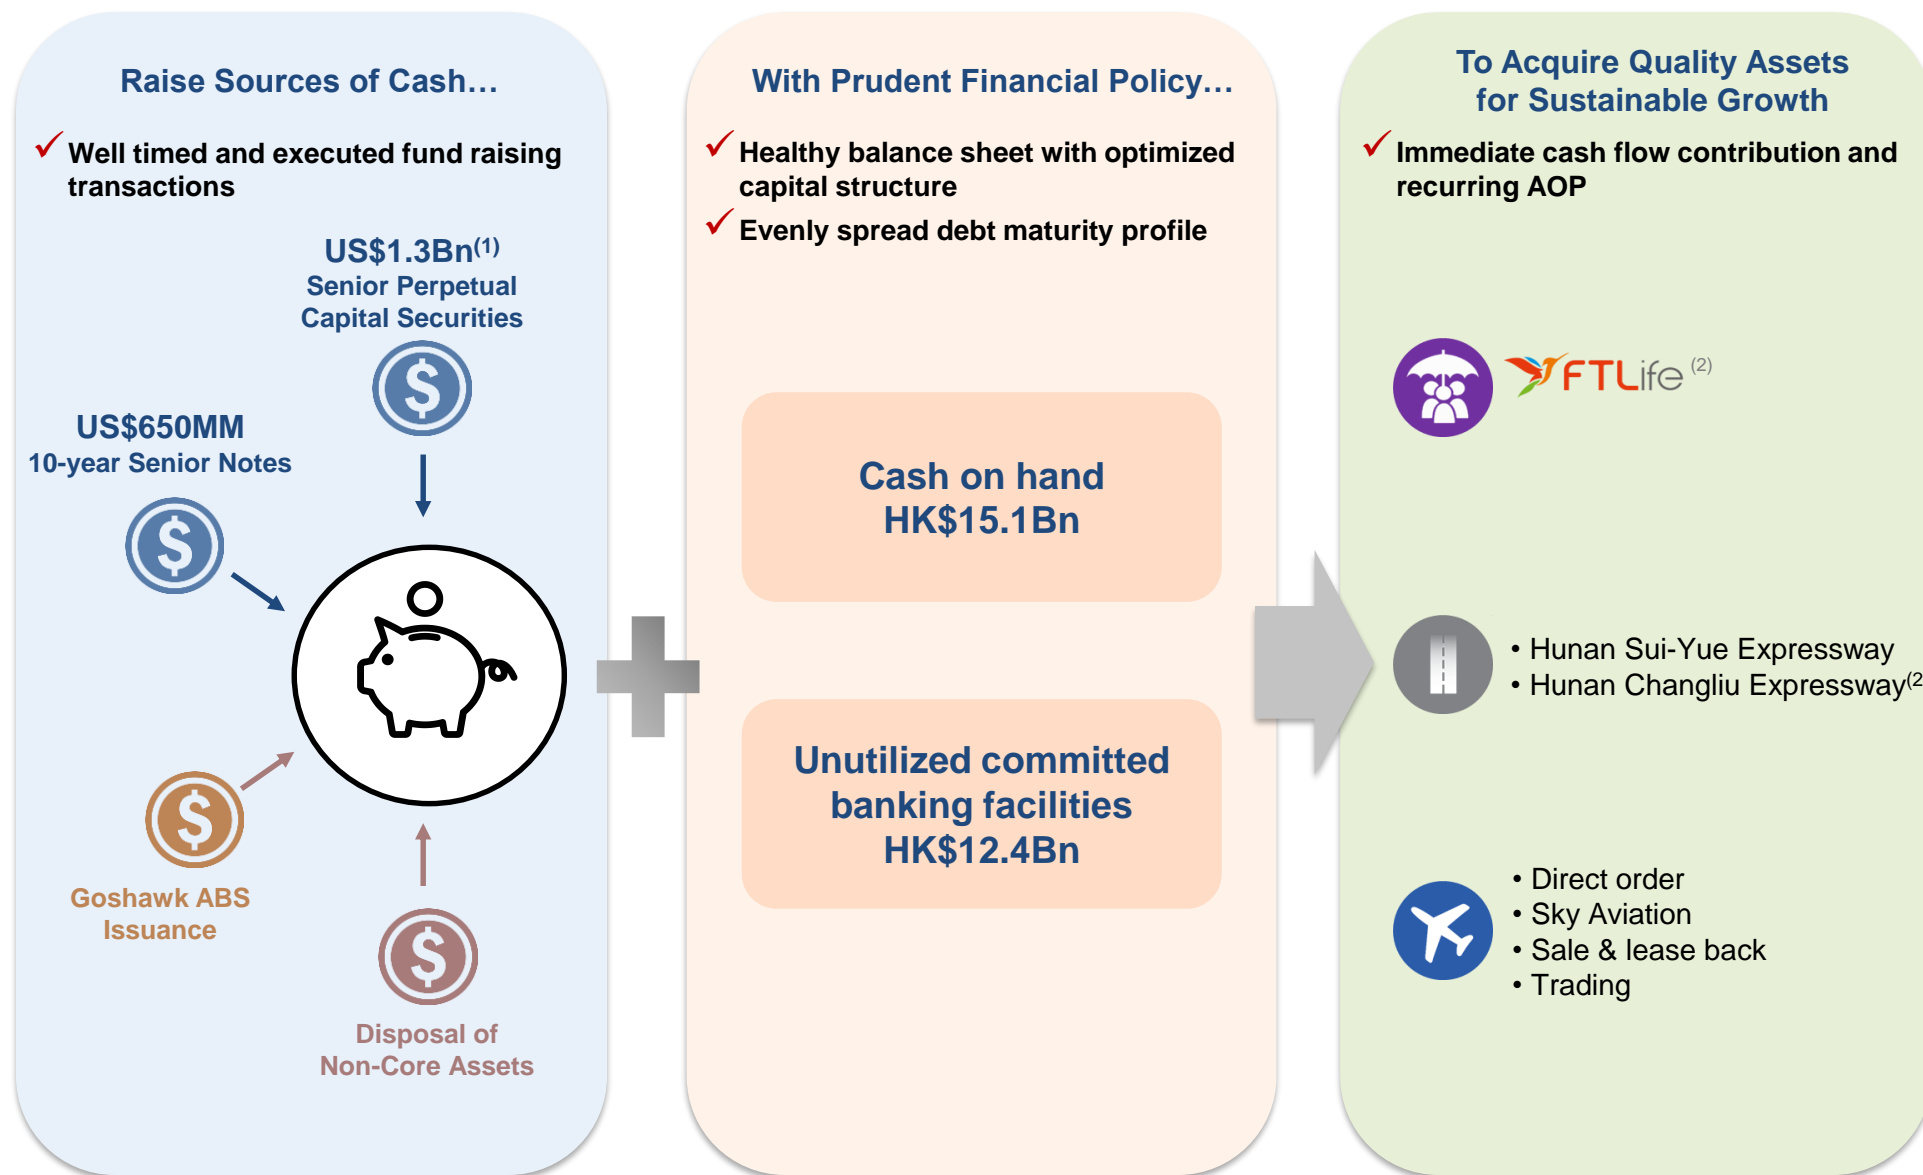 Raise Sources of Cash…
Well timed and executed fund raising
transactions
US$1.3Bn(1)
Senior Perpetual
Capital Securities
US$650MM
10-year Senior Notes
Goshawk ABS
Issuance
Disposal of
Non-Core Assets
With Prudent Financial Policy…
Healthy balance sheet with optimized
capital structure
Evenly spread debt maturity profile
Cash on hand
HK$15.1Bn
Unutilized committed
banking facilities
HK$12.4Bn
To Acquire Quality Assets
for Sustainable Growth
Immediate cash flow contribution and
recurring AOP
FTLife (2)
• Hunan Sui-Yue Expressway
• Hunan Changliu Expressway(2
• Direct order
• Sky Aviation
• Sale & lease back
• Trading